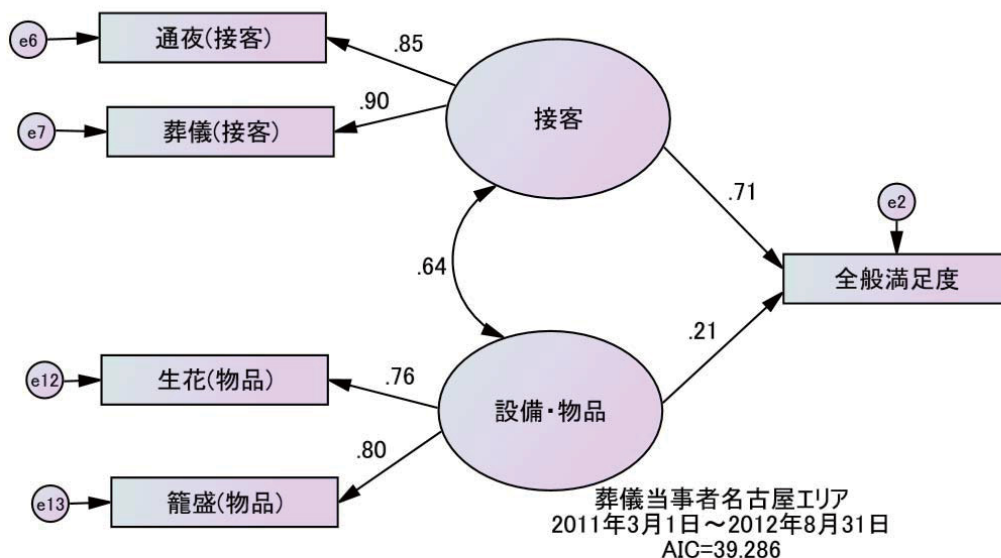 e6
通夜(接客)
.85
e7
葬儀(接客)
.90
接客
.71
e2
全般満足度
.64
.21
e12
生花(物品)
.76
設備・物品
.80
e13
籠盛(物品)
葬儀当事者名古屋エリア
2011年3月1日～2012年8月31日
AIC=39.286